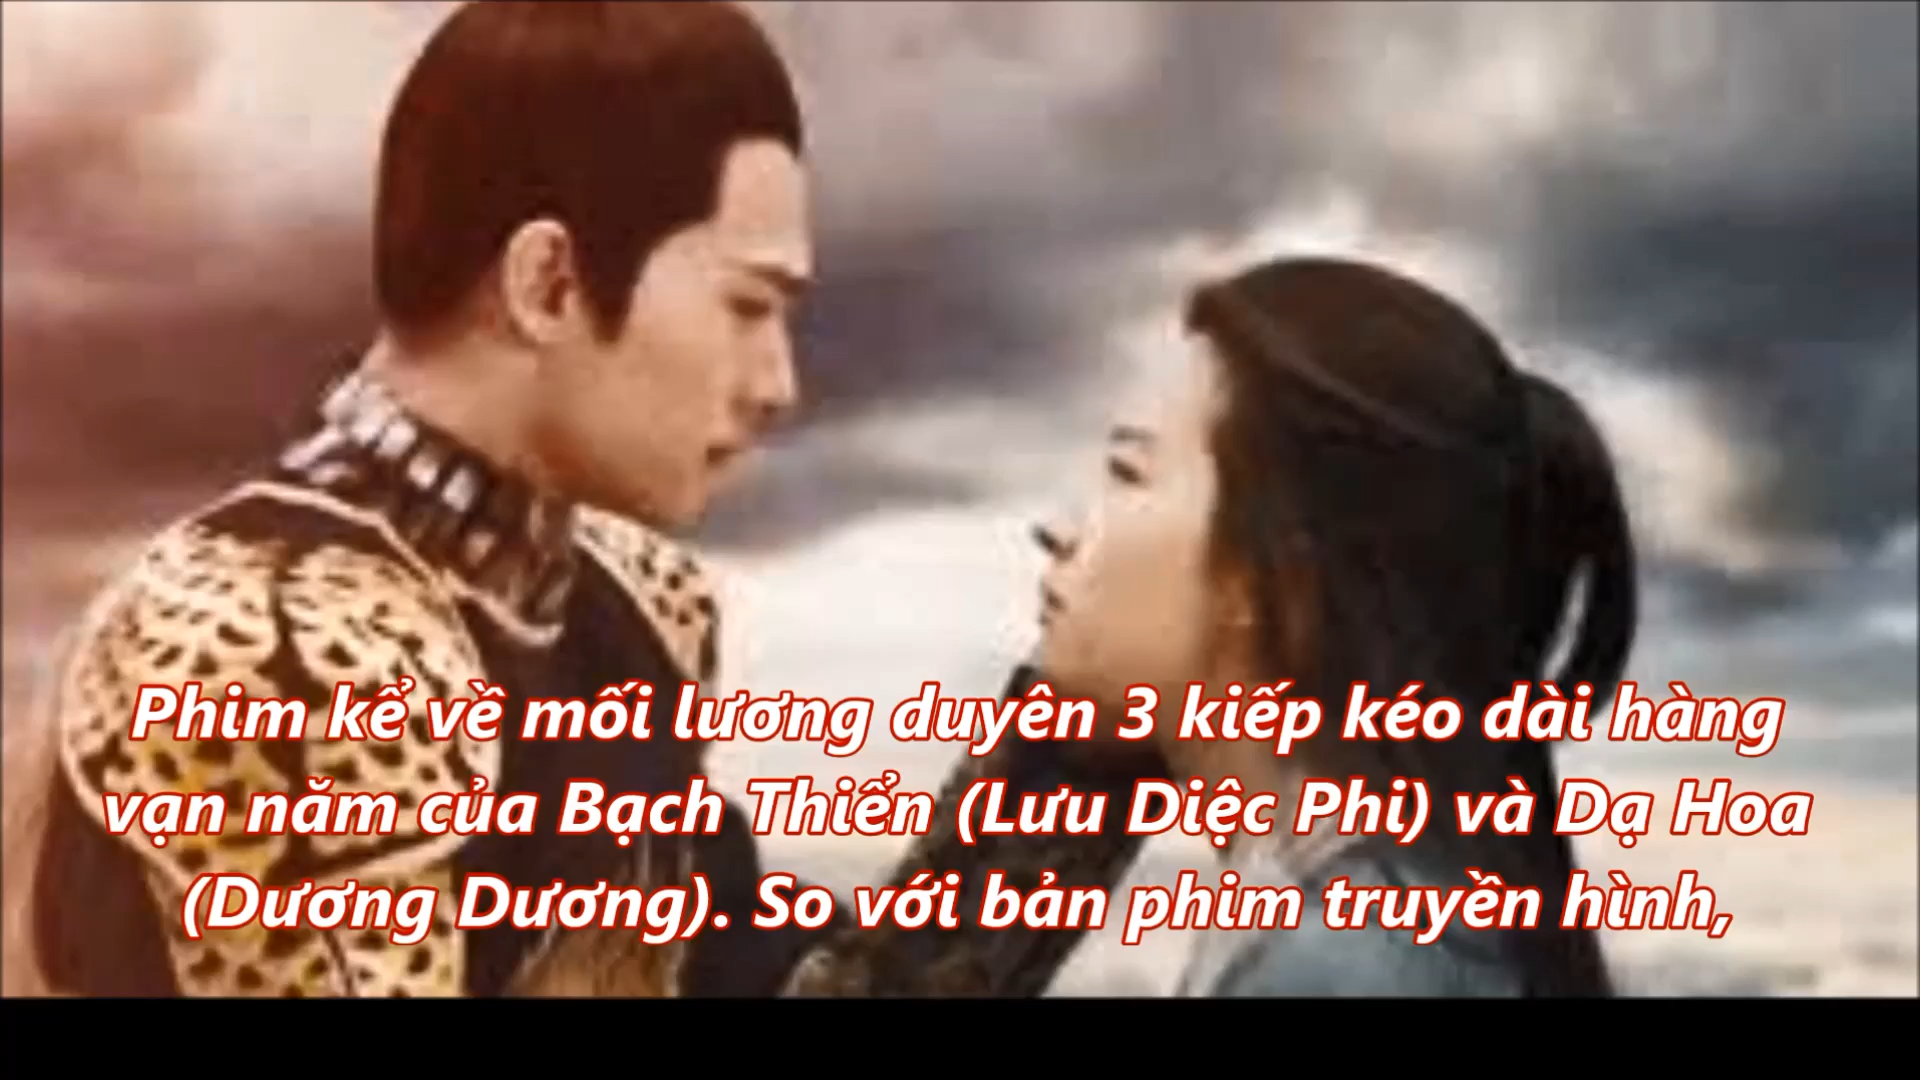 Phim kể về mối lương duyên 3 kiếp kéo dài hàng
vạn năm của Bạch Thiển (Lưu Diệc Phi) và Dạ Hoa
(Dương Dương). So với bản phim truyền hình,